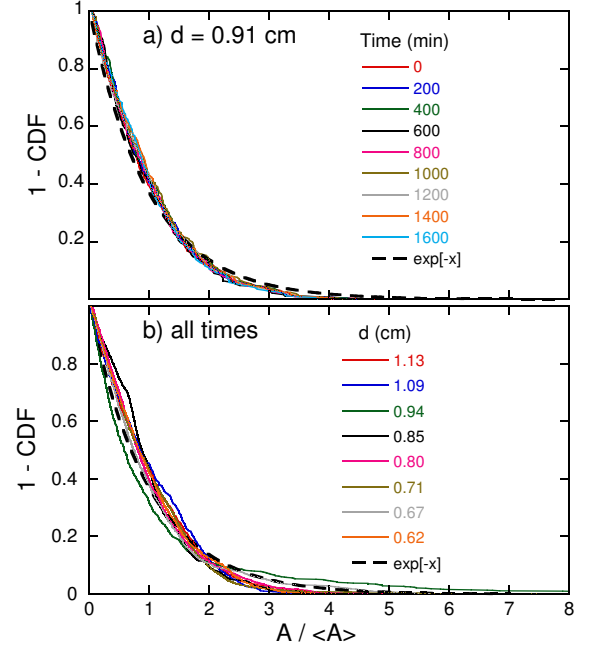 1
a) d = 0.91 cm
Time (min)
0
200
400
600
800
1000
1200
1400
1600
exp[-x]
0.8
0.6
0.4
0.2
1 - CDF
b) all times
d (cm)
1.13
1.09
0.94
0.85
0.80
0.71
0.67
0.62
exp[-x]
0.8
0.6
0.4
0.2
0
1 - CDF
0 1 2 3 4 5 6 7 8
A / <A>